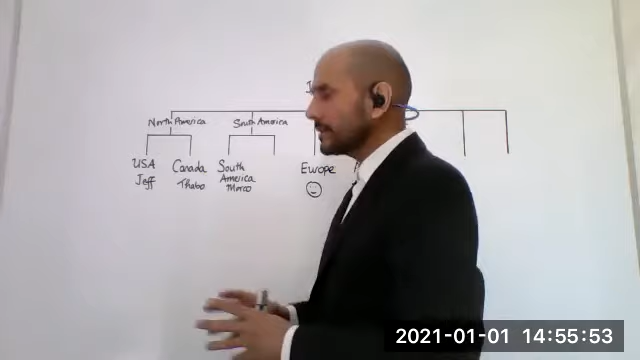 North America
South America
USA
Jeff
Canada
Thabo
South
America
Marco
Europe
2021-01-01 14:55:53